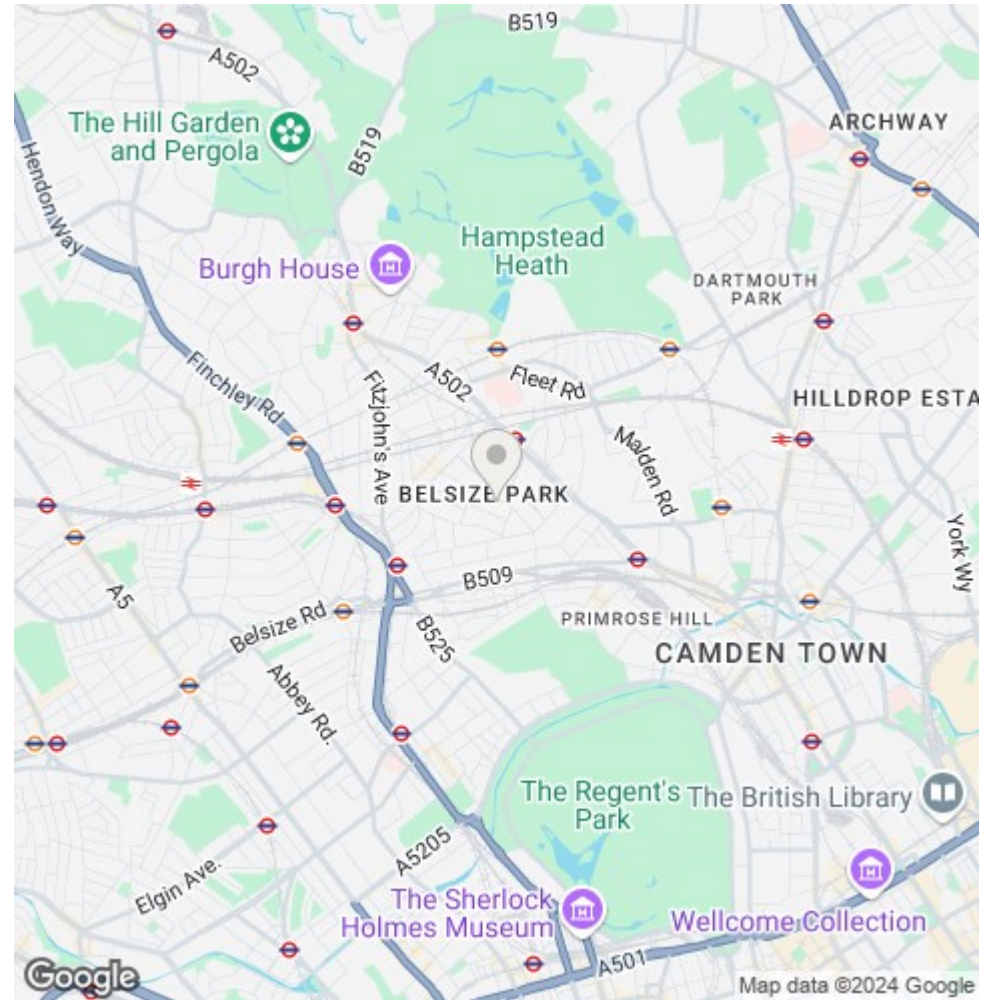 B519
A502
The Hill Garden
and Pergola
B519
ARCHWAY
Hendon Way
Hampstead
Heath
Burgh House
DARTMOUTH
PARK
A502
Fleet Rd
Finchley Rd
Fitzjohn's Ave
HILLDROP ESTA
Malden Rd
BELSIZE PARK
York Wy
B509
A5
Belsize Rd
B525
PRIMROSE HILL
CAMDEN TOWN
Abbey Rd.
The Regent's
Park
The British Library
A5205
Elgin Ave.
The Sherlock
Holmes Museum
Wellcome Collection
A501
Google
Map data ©2024 Google